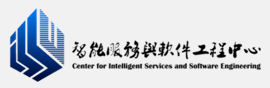 智能服務與軟件工程中心
Center for Intelligent Services and Software Engineering